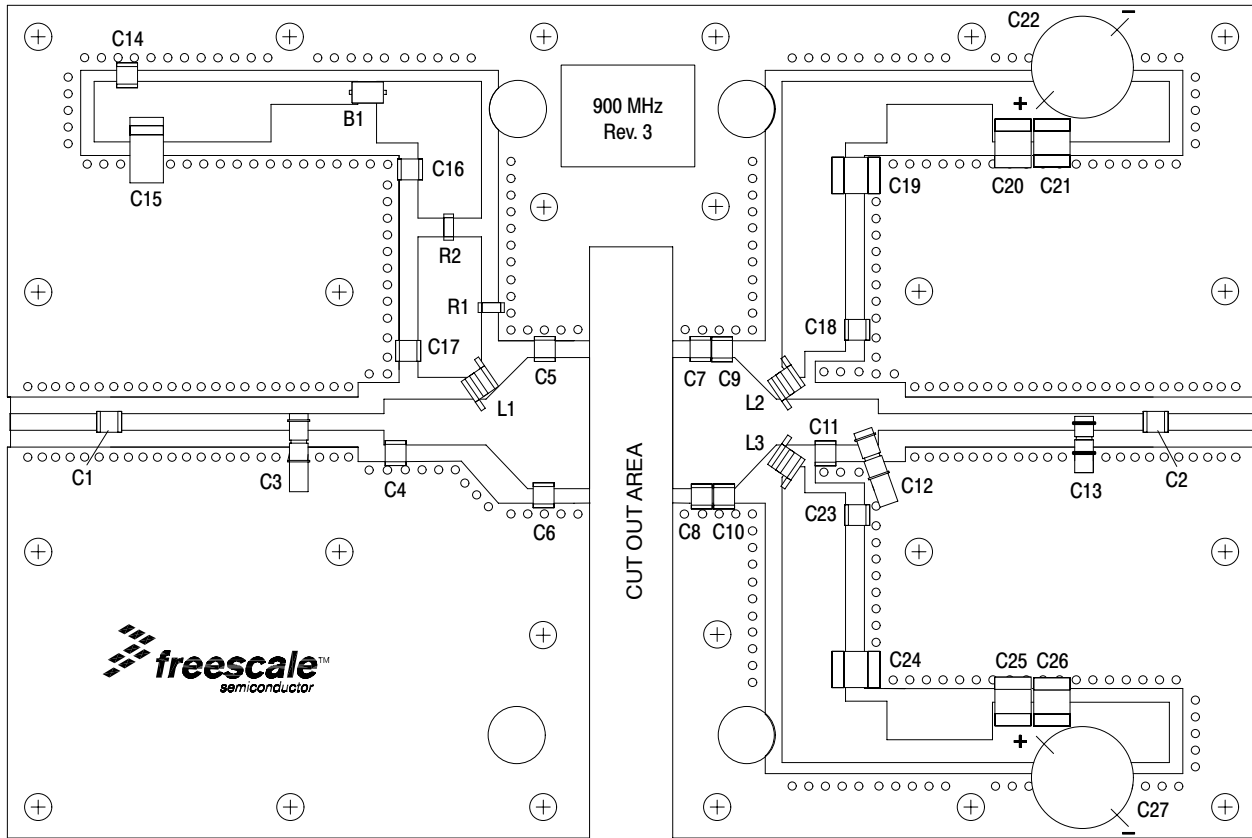 C14
B1
C15
C16
R2
R1
C17
L1
C5
900 MHz
Rev. 3
C22
–
+
C19
C20
C21
C18
C7
C9
L2
C1
C3
C4
C6
CUT OUT AREA
L3
C11
C12
C13
C2
C8
C10
C23
freescale™
semiconductor
C24
C25
C26
+
C27
–